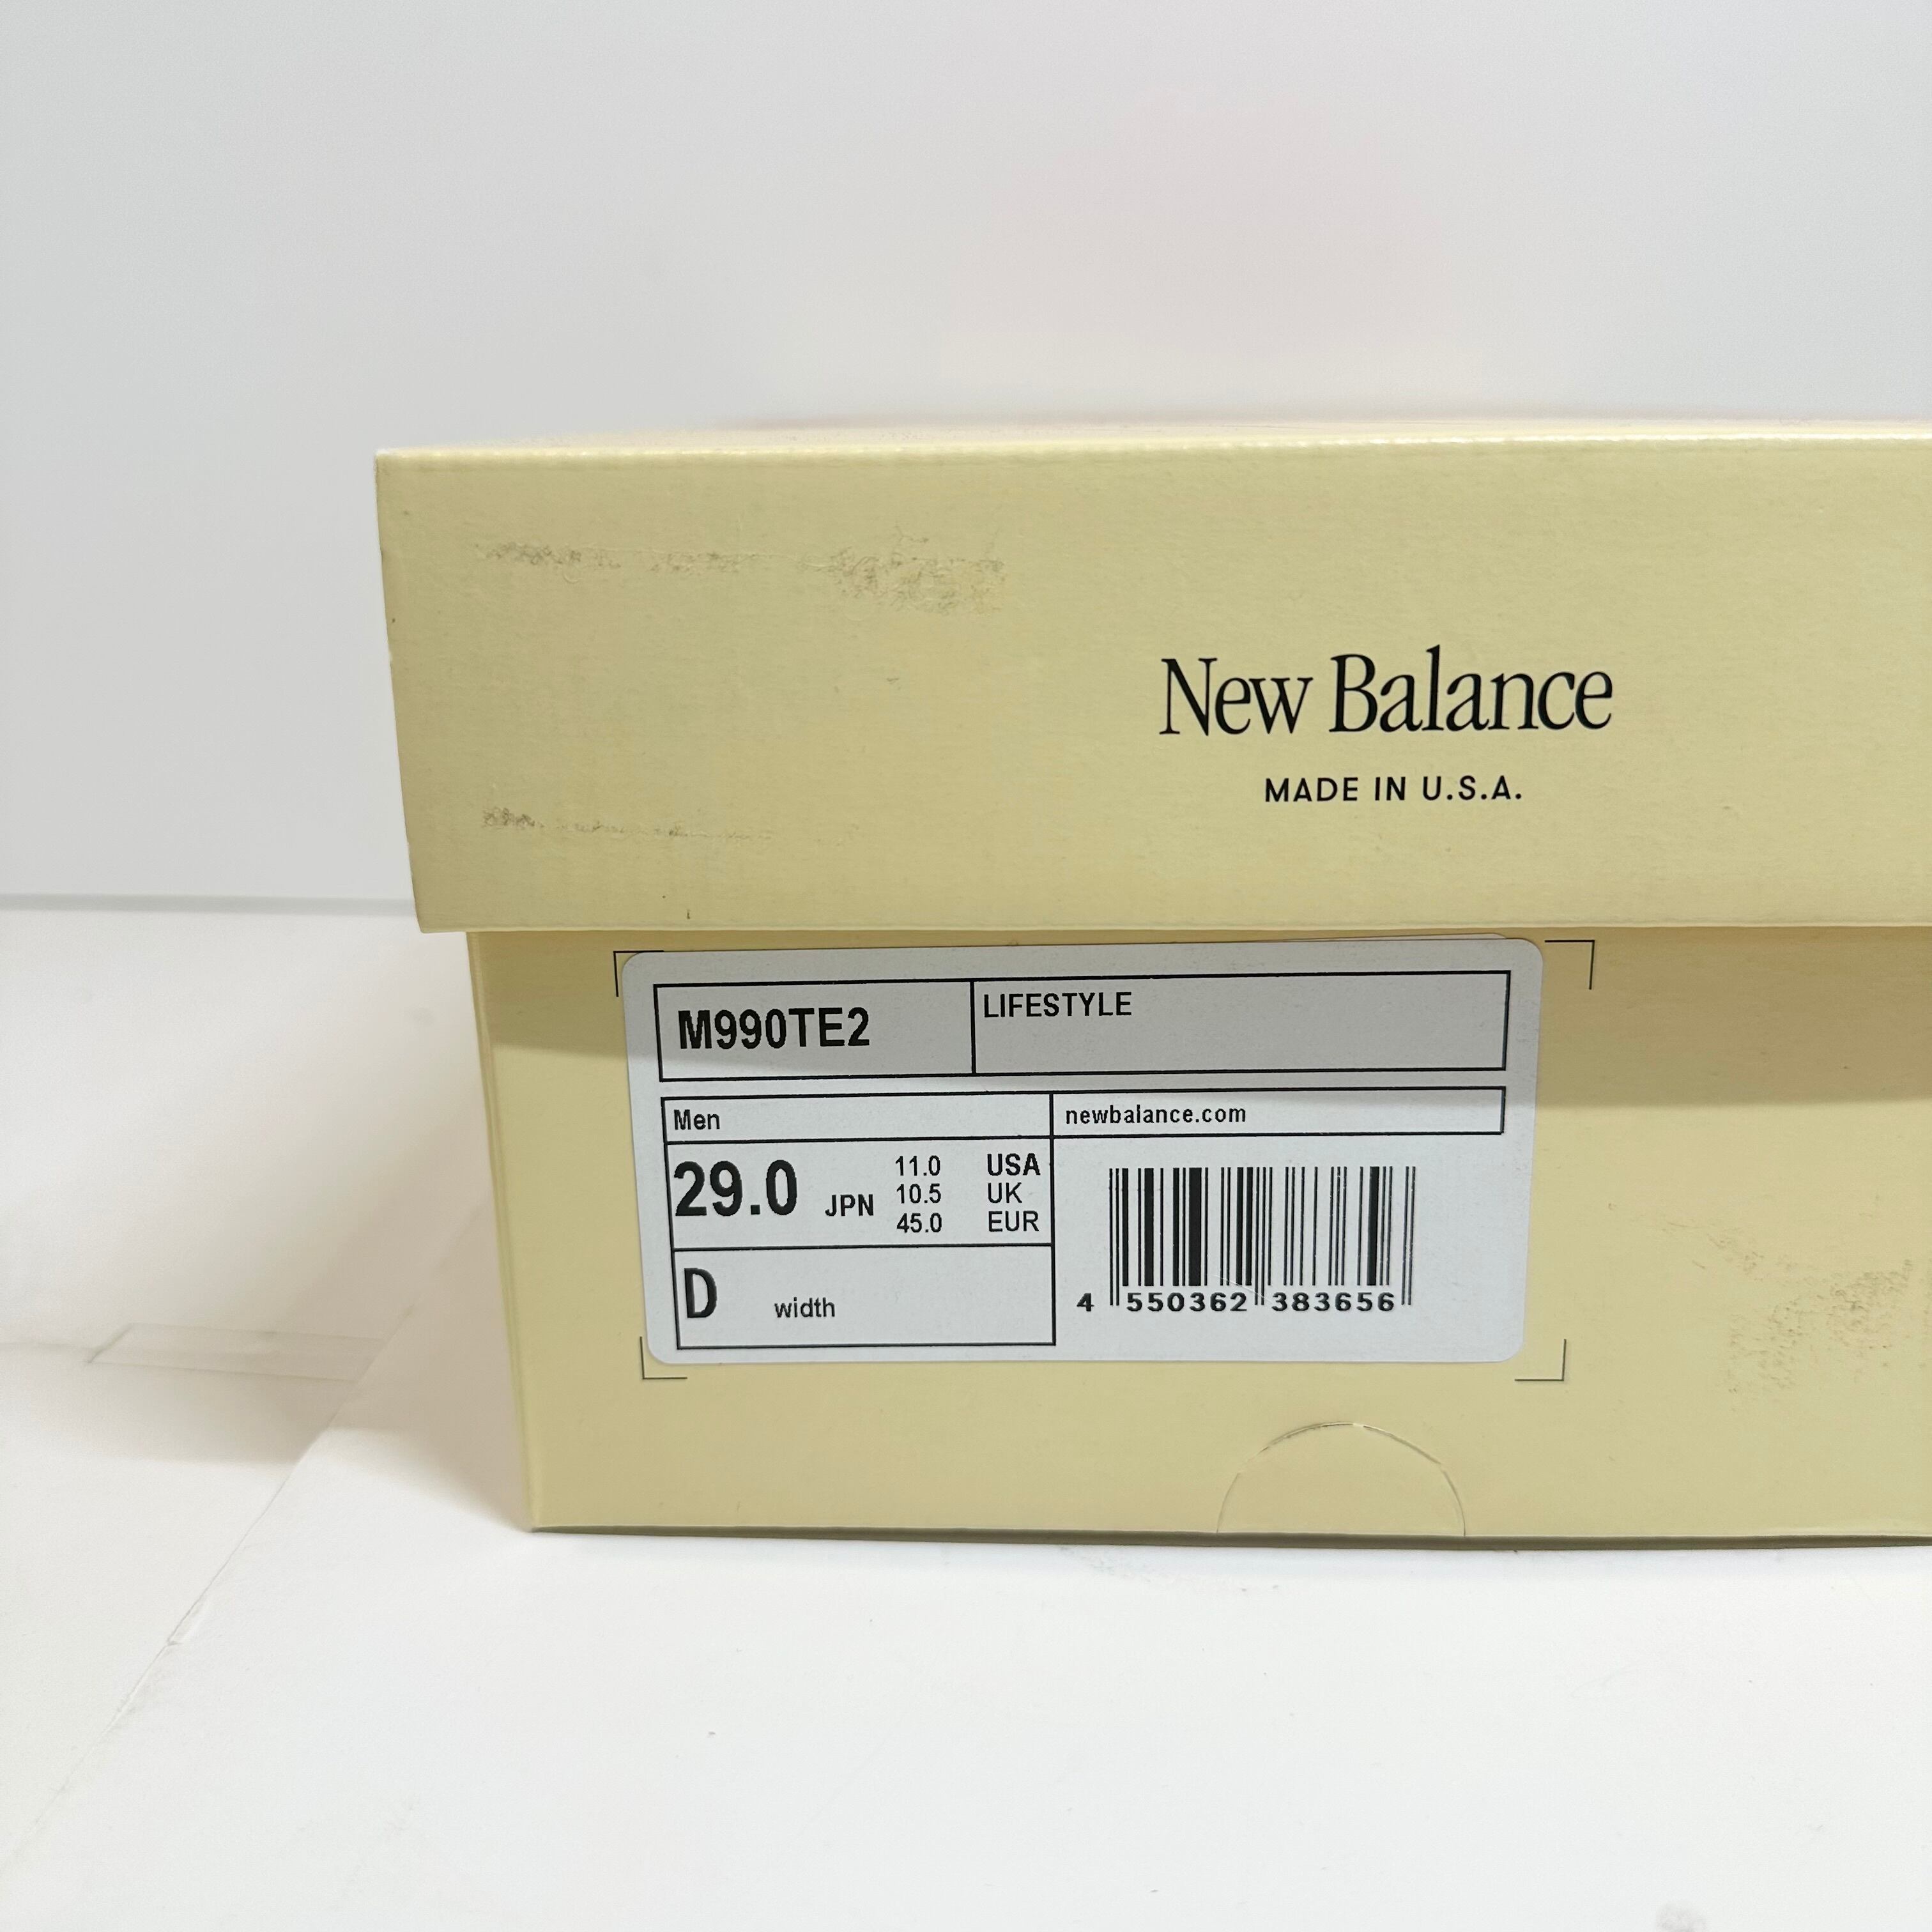 New Balance
MADE IN U.S.A.
M990TE2
LIFESTYLE
Men
newbalance.com
29.0 JPN
11.0 USA
10.5 UK
45.0 EUR
D width
4 550362 383656